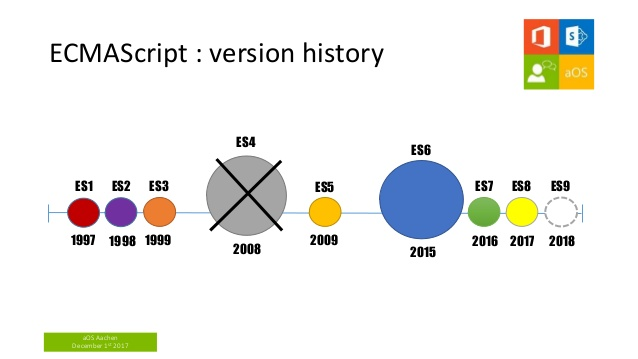 ECMAScript : version history
aOS
ES4
ES6
ES1 ES2 ES3 ES5 ES7 ES8 ES9
1997 1998 1999 2008 2009 2015 2016 2017 2018
aOS Aachen
December 1st 2017